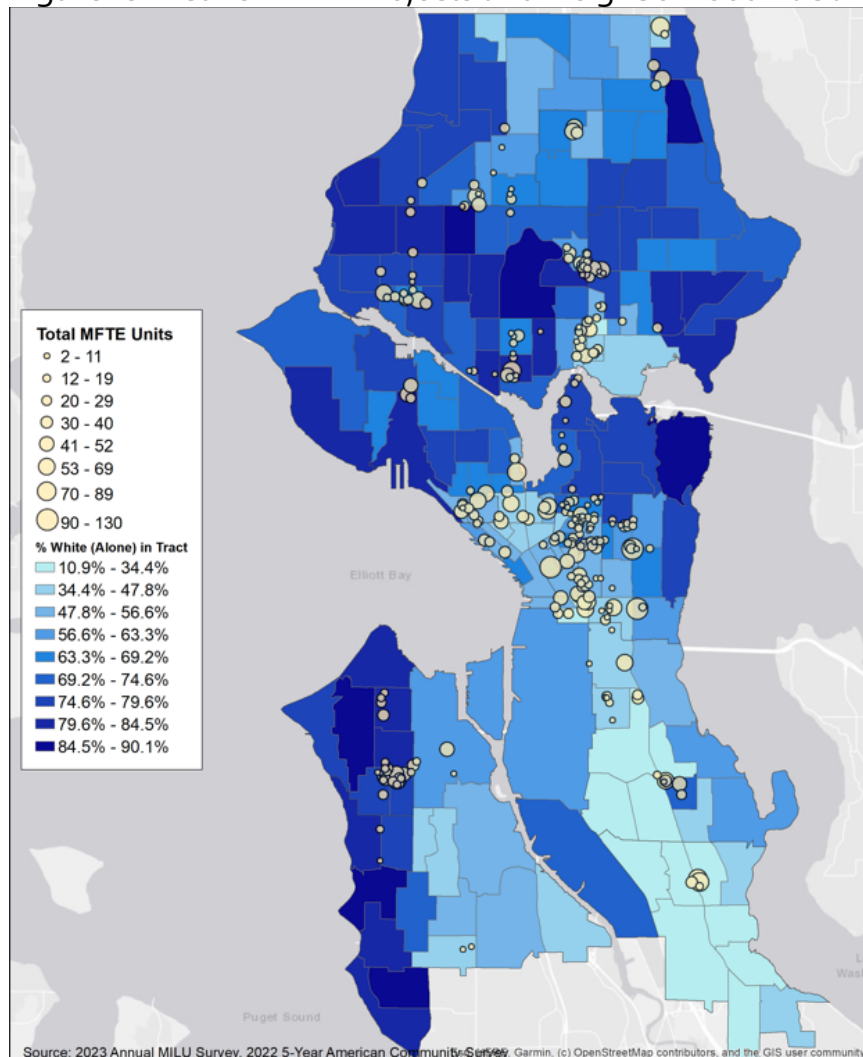 Total MFTE Units
2 - 11
12 - 19
20 - 29
30 - 40
41 - 52
53 - 69
70 - 89
90 - 130
% White (Alone) in Tract
10.9% - 34.4%
34.4% - 47.8%
47.8% - 56.6%
56.6% - 63.3%
63.3% - 69.2%
69.2% - 74.6%
74.6% - 79.6%
79.6% - 84.5%
84.5% - 90.1%
Elliott Bay
Puget Sound
Source: 2023 Annual MILU Survey, 2022 5-Year American Community Survey
Garmin, (c) OpenStreetMap contributors, and the GIS user